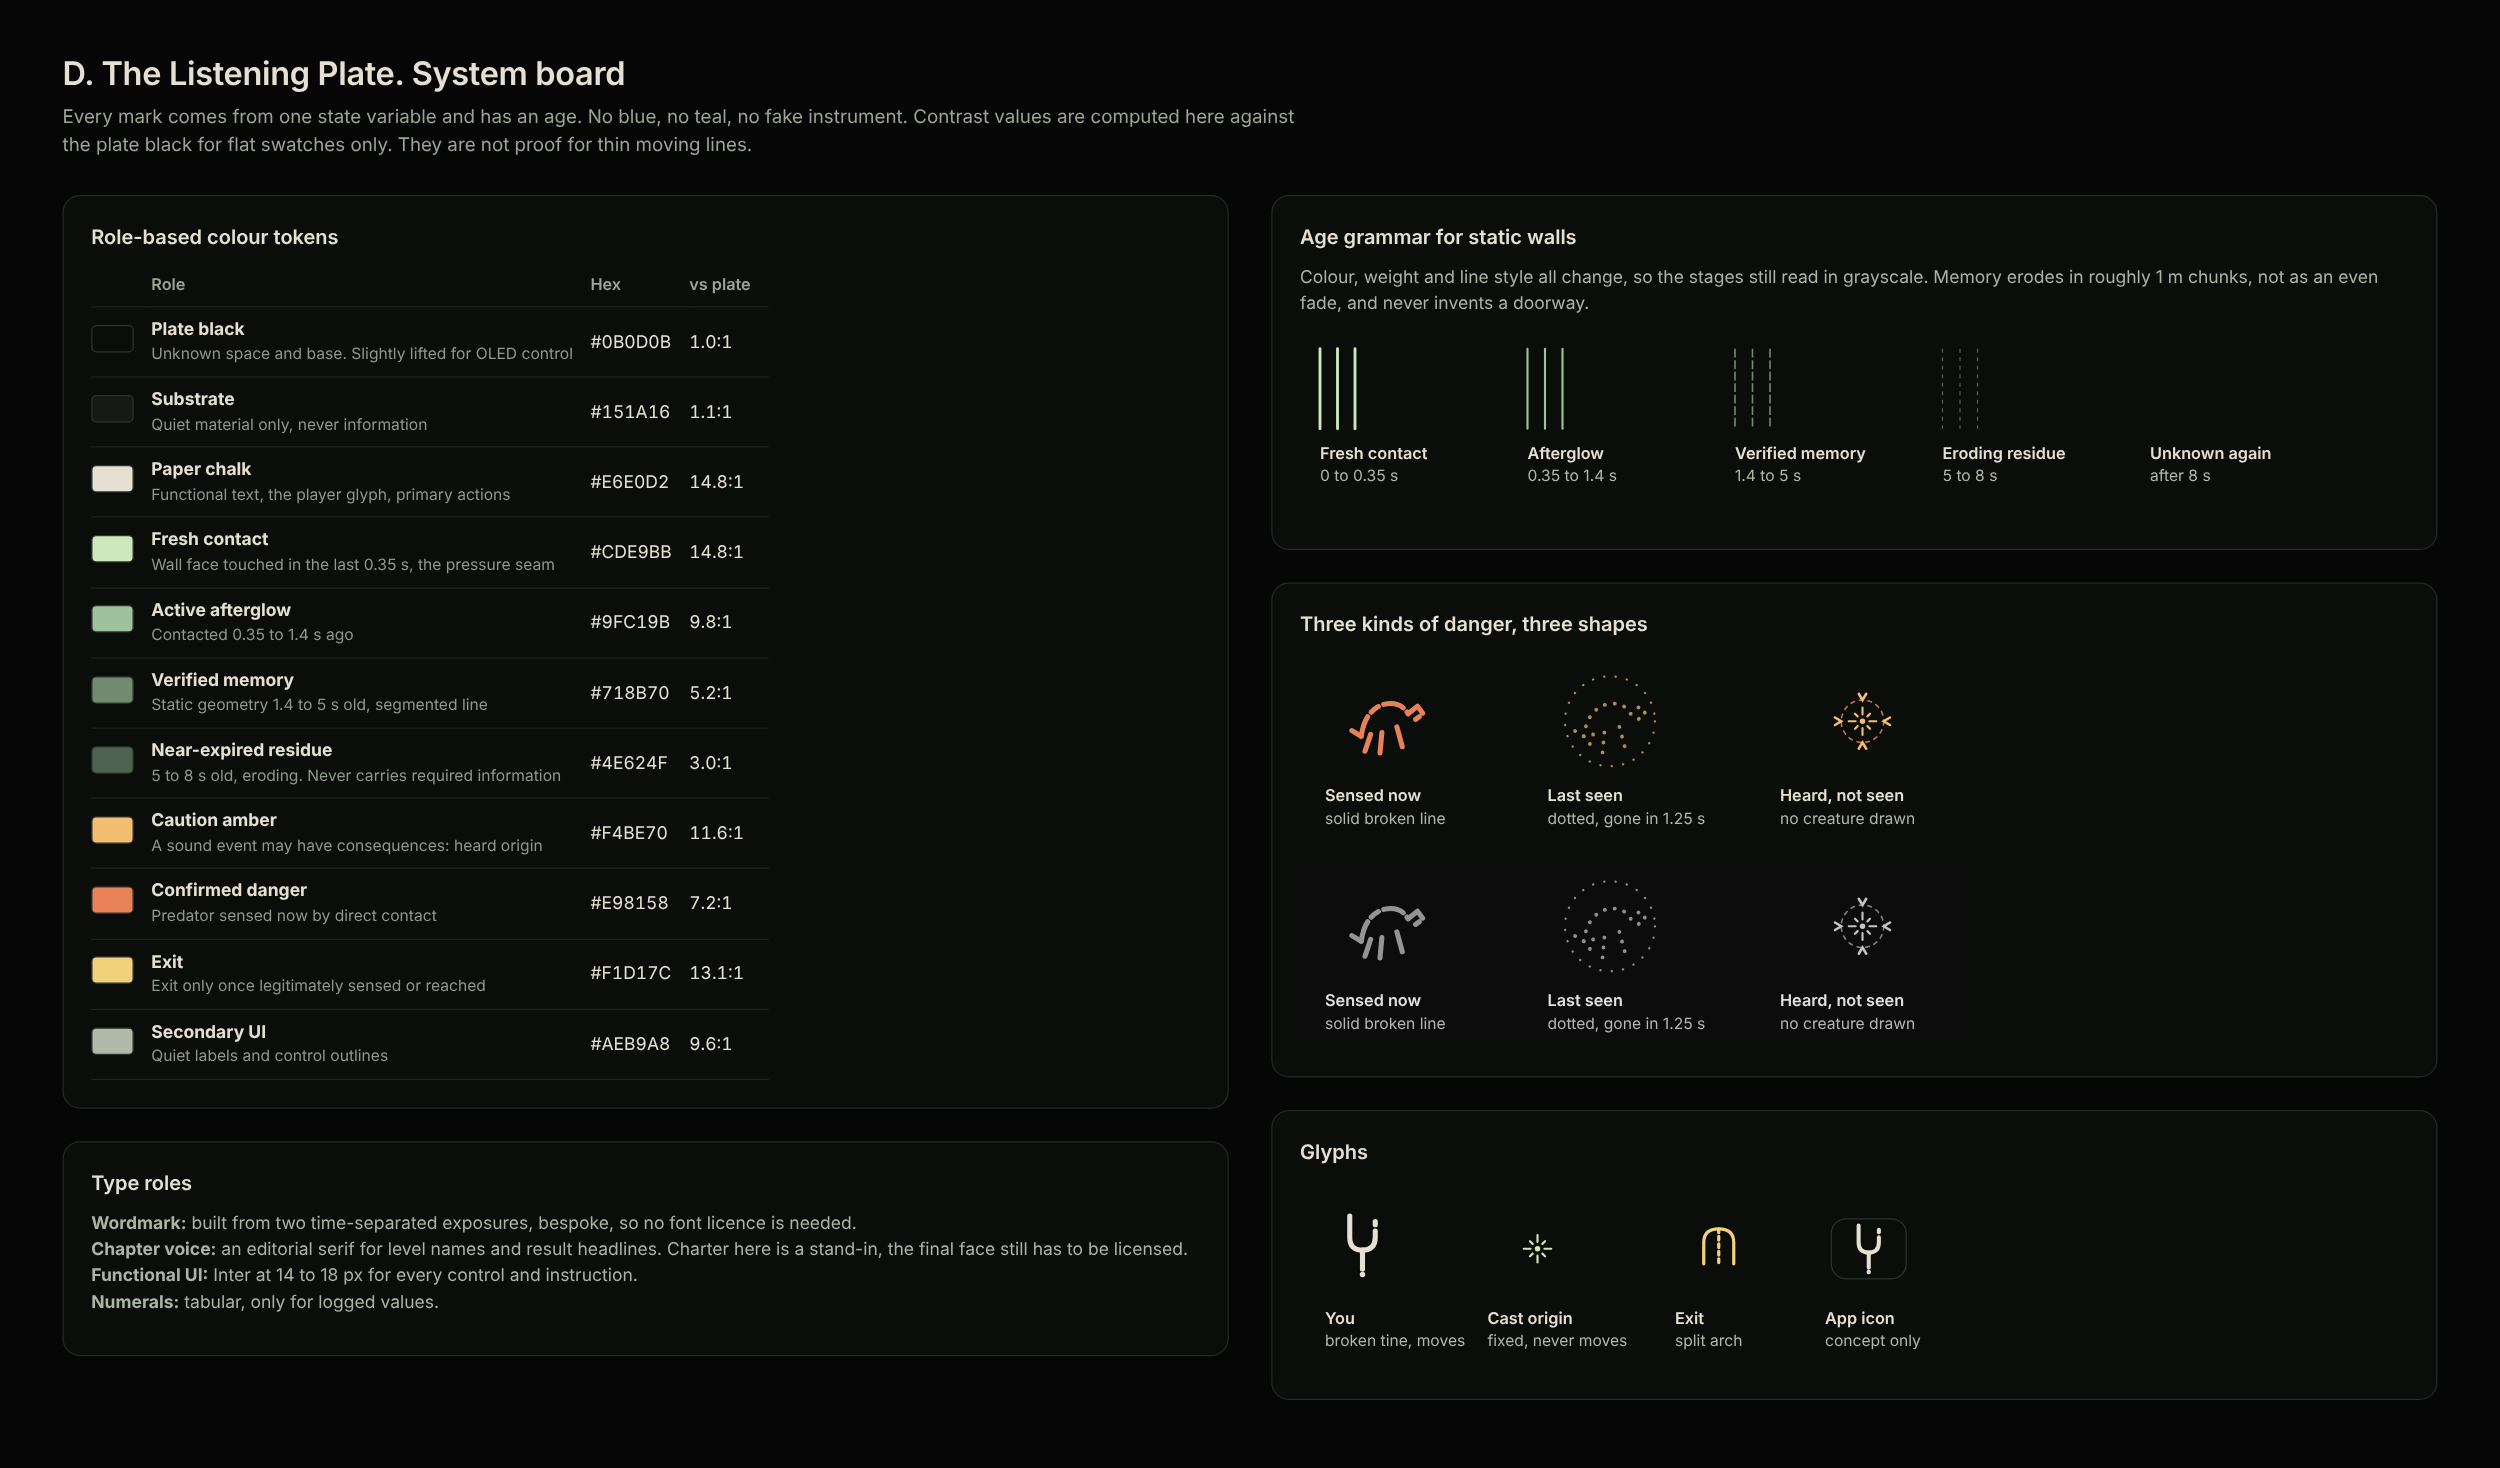 D. The Listening Plate. System board
Every mark comes from one state variable and has an age. No blue, no teal, no fake instrument. Contrast values are computed here against
the plate black for flat swatches only. They are not proof for thin moving lines.
Role-based colour tokens
Role Hex vs plate
Plate black
Unknown space and base. Slightly lifted for OLED control
#0B0D0B 1.0:1
Substrate
Quiet material only, never information
#151A16 1.1:1
Paper chalk
Functional text, the player glyph, primary actions
#E6E0D2 14.8:1
Fresh contact
Wall face touched in the last 0.35 s, the pressure seam
#CDE9BB 14.8:1
Active afterglow
Contacted 0.35 to 1.4 s ago
#9FC19B 9.8:1
Verified memory
Static geometry 1.4 to 5 s old, segmented line
#718B70 5.2:1
Near-expired residue
5 to 8 s old, eroding. Never carries required information
#4E624F 3.0:1
Caution amber
A sound event may have consequences: heard origin
#F4BE70 11.6:1
Confirmed danger
Predator sensed now by direct contact
#E98158 7.2:1
Exit
Exit only once legitimately sensed or reached
#F1D17C 13.1:1
Secondary UI
Quiet labels and control outlines
#AEB9A8 9.6:1
Type roles
Wordmark: built from two time-separated exposures, bespoke, so no font licence is needed.
Chapter voice: an editorial serif for level names and result headlines. Charter here is a stand-in, the final face still has to be licensed.
Functional UI: Inter at 14 to 18 px for every control and instruction.
Numerals: tabular, only for logged values.
Age grammar for static walls
Colour, weight and line style all change, so the stages still read in grayscale. Memory erodes in roughly 1 m chunks, not as an even
fade, and never invents a doorway.
Fresh contact Afterglow Verified memory Eroding residue Unknown again
0 to 0.35 s 0.35 to 1.4 s 1.4 to 5 s 5 to 8 s after 8 s
Three kinds of danger, three shapes
Sensed now Last seen Heard, not seen
solid broken line dotted, gone in 1.25 s no creature drawn
Sensed now Last seen Heard, not seen
solid broken line dotted, gone in 1.25 s no creature drawn
Glyphs
You Cast origin Exit App icon
broken tine, moves fixed, never moves split arch concept only